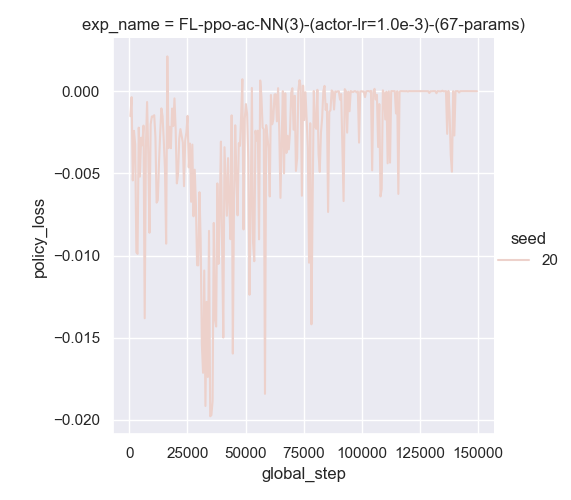 exp_name = FL-ppo-ac-NN(3)-(actor-lr=1.0e-3)-(67-params)
0.000
−0.005
−0.010
−0.015
−0.020
policy_loss
0 25000 50000 75000 100000 125000 150000
global_step
seed
20